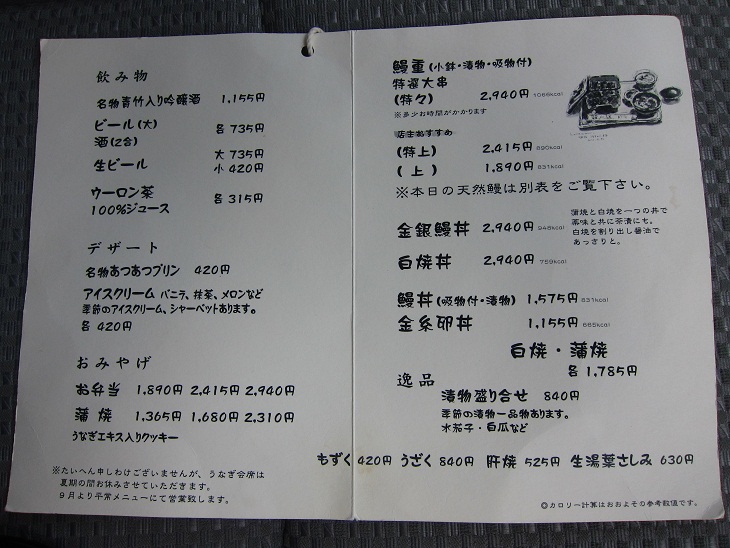 飲み物
名物青竹入り吟醸酒 1,155円
ビール(大) 各735円
酒(2合)
生ビール 大 735円
小 420円
ウーロン茶
100%ジュース 各315円
デザート
名物あつあつプリン 420円
アイスクリーム バニラ、抹茶、メロンなど
季節のアイスクリーム、シャーベットあります。
各 420円
おみやげ
お弁当 1,890円 2,415円 2,940円
蒲焼 1,365円 1,680円 2,310円
うなぎエキス入りクッキー
※たいへん申しわけございませんが、うなぎ会席は
夏期の間お休みさせていただきます。
9月より平常メニューにて営業致します。
鰻重(小鉢・漬物・吸物付)
特選大串
(特々) 2,940円
※多少お時間がかかります
店主おすすめ
(特上) 2,415円
(上) 1,890円 631kcal
※本日の天然鰻は別表をご覧下さい。
金銀鰻丼 2,940円
蒲焼と白焼を一つの丼で
薬味と共に茶漬にも。
白焼を割り出し醤油で
あっさりと。
白焼丼 2,940円 759kcal
鰻丼(吸物付・漬物) 1,575円 631kcal
金糸卵丼 1,155円
白焼・蒲焼
各1,785円
逸品
漬物盛り合せ 840円
季節の漬物一品物あります。
水茄子・白瓜など
もずく 420円 うざく 840円 肝焼 525円 生湯葉さしみ 630円
◎カロリー計算はおおよその参考数値です。